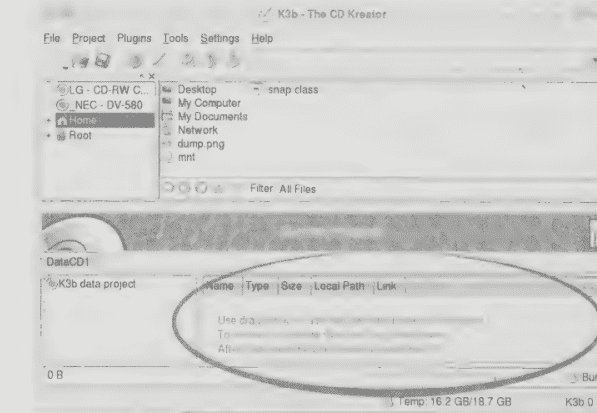 K3b - The CD Kreator
File Project Plugins Tools Settings Help
LG - CD-RW C...
_NEC - DV-580
Home
Root
Desktop
My Computer
My Documents
Network
dump.png
mnt
snap class
Filter All Files
DataCD1
K3b data project
Name Type Size Local Path Link
Use
To
0 B
Temp: 16.2 GB/18.7 GB
K3b 0